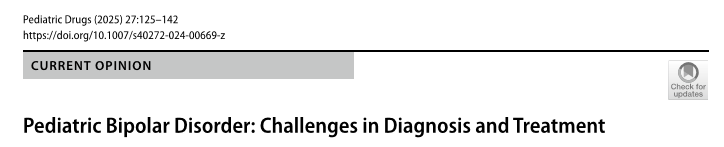 Pediatric Drugs (2025) 27:125–142
https://doi.org/10.1007/s40272-024-00669-z
CURRENT OPINION
Check for
updates
Pediatric Bipolar Disorder: Challenges in Diagnosis and Treatment